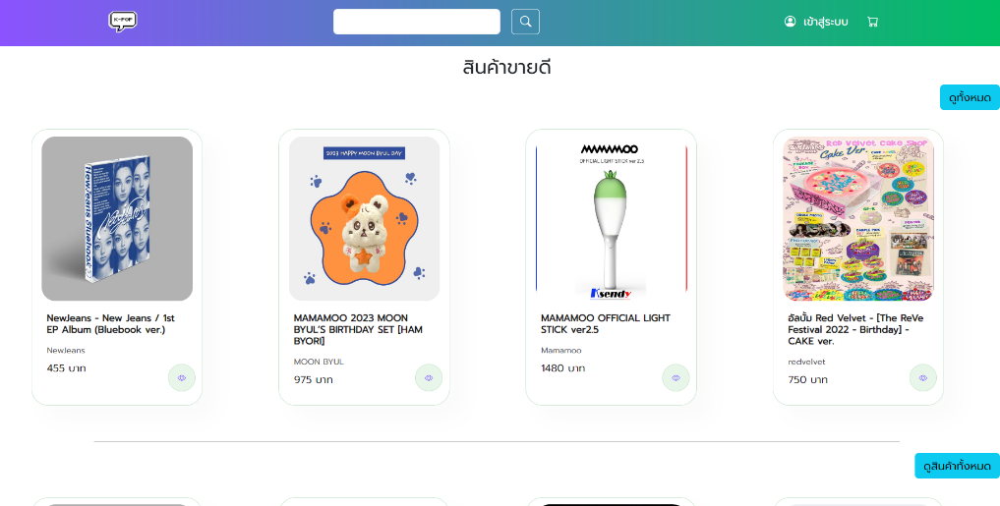 K-POP
เข้าสู่ระบบ
สินค้าขายดี
ดูทั้งหมด
NewJeans Bluebook
NewJeans
2023 HAPPY MOON BYUL DAY
MAMAMOO
OFFICIAL LIGHT STICK ver 2.5
Ksendy
Red Velvet Cake Shop
Cake Ver.
NewJeans - New Jeans / 1st
EP Album (Bluebook ver.)
NewJeans
455 บาท
MAMAMOO 2023 MOON
BYUL'S BIRTHDAY SET [HAM
BYORI]
MOON BYUL
975 บาท
MAMAMOO OFFICIAL LIGHT
STICK ver2.5
Mamamoo
1480 บาท
อัลบั้ม Red Velvet - [The ReVe
Festival 2022 - Birthday] -
CAKE ver.
redvelvet
750 บาท
ดูสินค้าทั้งหมด